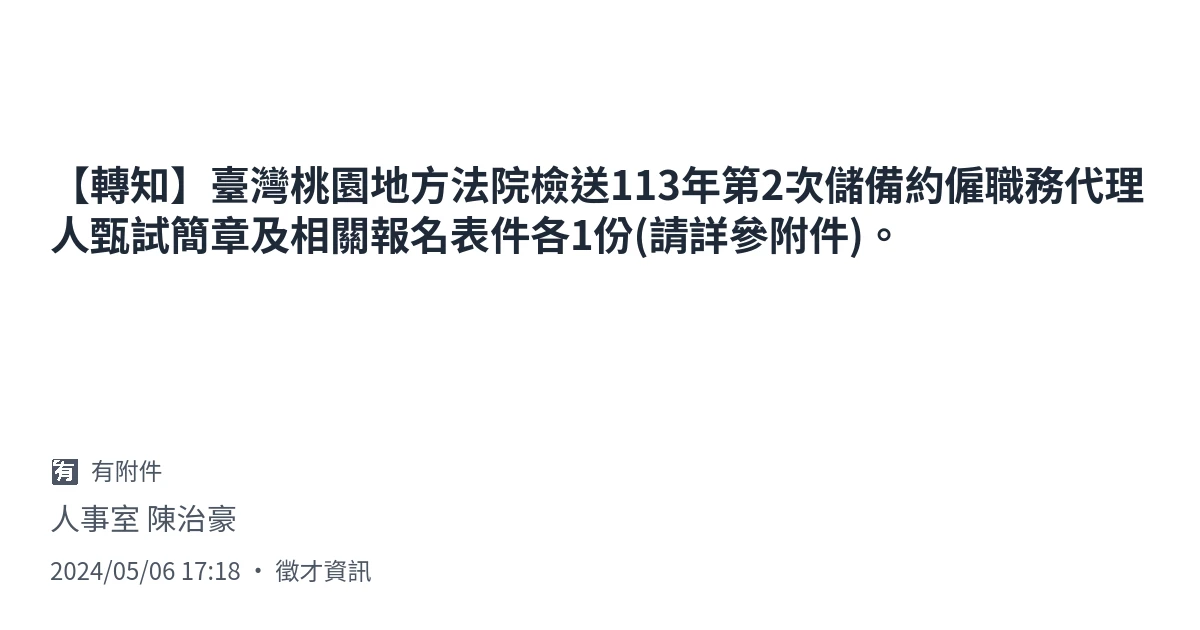 【轉知】臺灣桃園地方法院檢送113年第2次儲備約僱職務代理
人甄試簡章及相關報名表件各1份(請詳參附件)。
有 有附件
人事室 陳治豪
2024/05/06 17:18 • 徵才資訊